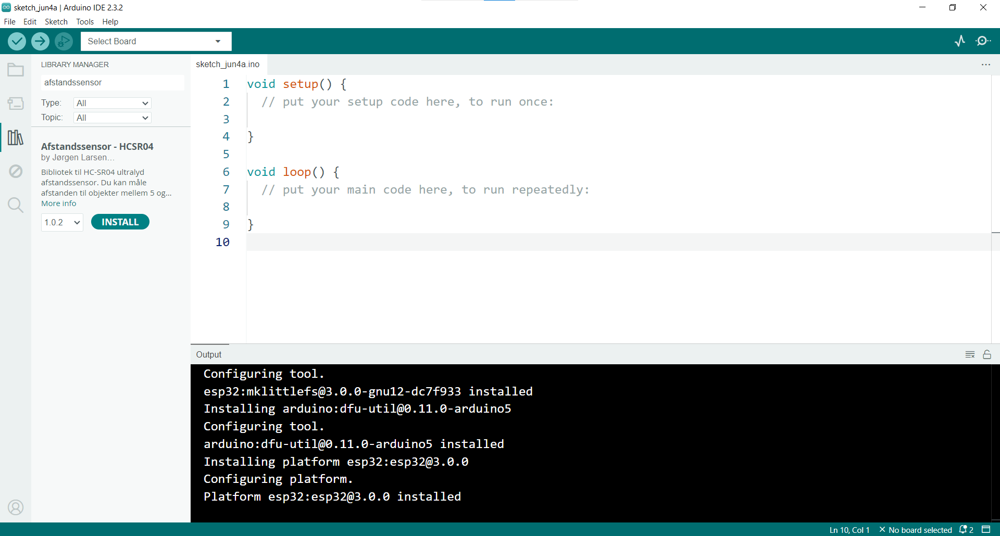 sketch_jun4a | Arduino IDE 2.3.2
File Edit Sketch Tools Help
Select Board
LIBRARY MANAGER
afstandssensor
Type: All
Topic: All
Afstandssensor - HCSR04
by Jørgen Larsen...
Bibliotek til HC-SR04 ultralyd
afstandssensor. Du kan måle
afstanden til objekter mellem 5 og...
More info
1.0.2 INSTALL
sketch_jun4a.ino
1 void setup() {
2 // put your setup code here, to run once:
3
4 }
5
6 void loop() {
7 // put your main code here, to run repeatedly:
8
9 }
10
Output
Configuring tool.
esp32:mklittlefs@3.0.0-gnu12-dc7f933 installed
Installing arduino:dfu-util@0.11.0-arduino5
Configuring tool.
arduino:dfu-util@0.11.0-arduino5 installed
Installing platform esp32:esp32@3.0.0
Configuring platform.
Platform esp32:esp32@3.0.0 installed
Ln 10, Col 1 × No board selected 2